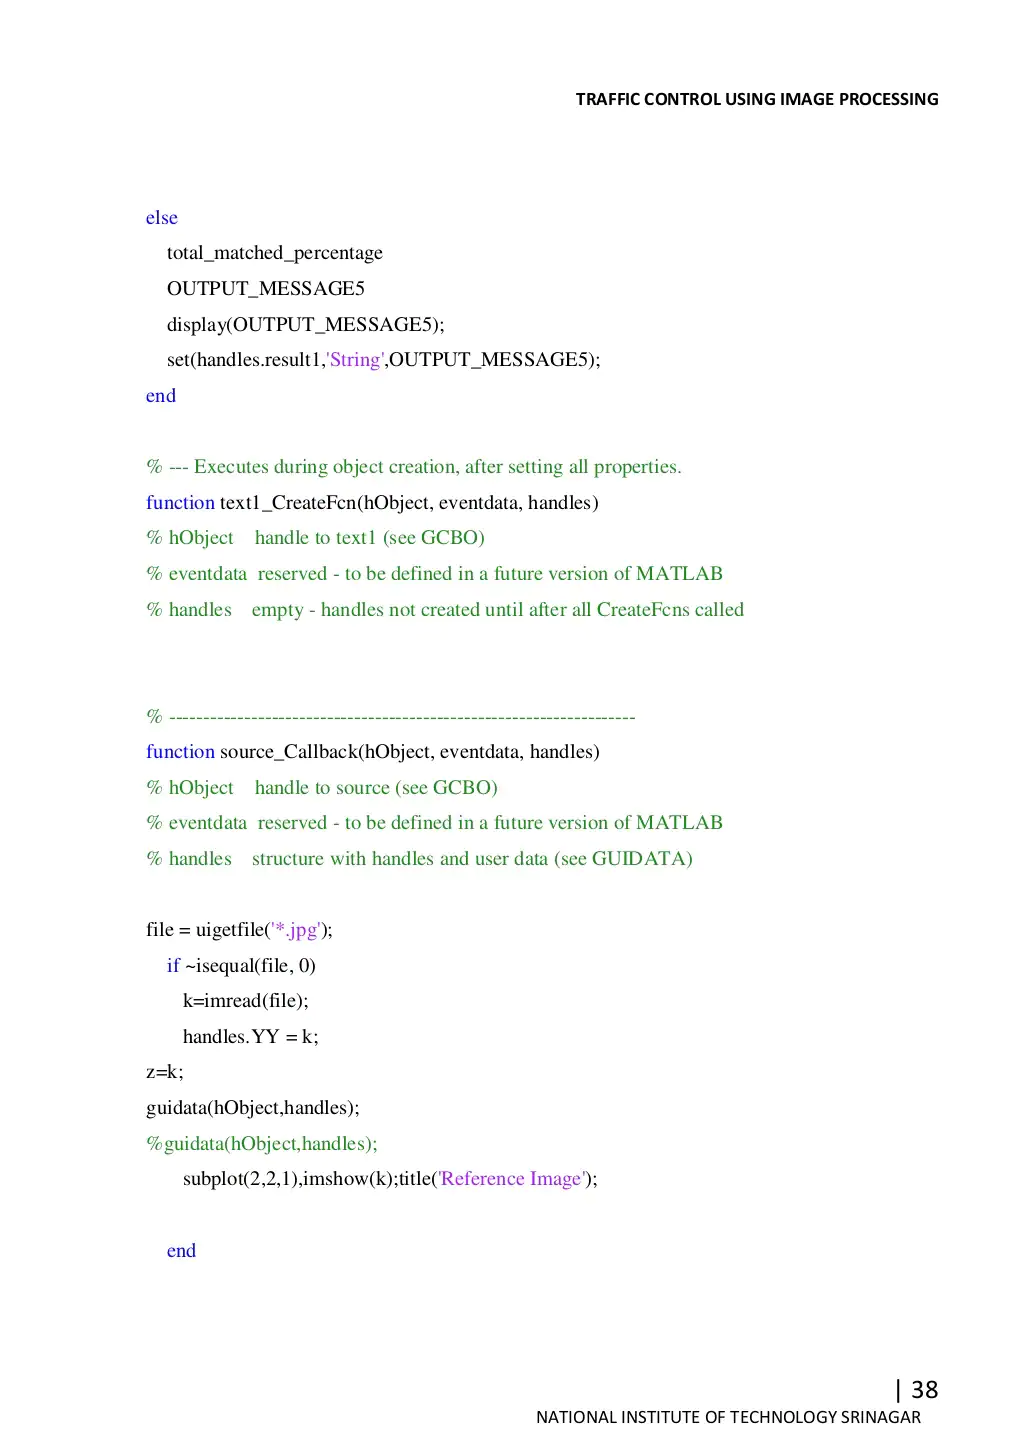 TRAFFIC CONTROL USING IMAGE PROCESSING
else
total_matched_percentage
OUTPUT_MESSAGE5
display(OUTPUT_MESSAGE5);
set(handles.result1,'String',OUTPUT_MESSAGE5);
end
% --- Executes during object creation, after setting all properties.
function text1_CreateFcn(hObject, eventdata, handles)
% hObject    handle to text1 (see GCBO)
% eventdata  reserved - to be defined in a future version of MATLAB
% handles    empty - handles not created until after all CreateFcns called
% --------------------------------------------------------------------
function source_Callback(hObject, eventdata, handles)
% hObject    handle to source (see GCBO)
% eventdata  reserved - to be defined in a future version of MATLAB
% handles    structure with handles and user data (see GUIDATA)
file = uigetfile('*.jpg');
if ~isequal(file, 0)
k=imread(file);
handles.YY = k;
z=k;
guidata(hObject,handles);
%guidata(hObject,handles);
subplot(2,2,1),imshow(k);title('Reference Image');
end
| 38
NATIONAL INSTITUTE OF TECHNOLOGY SRINAGAR